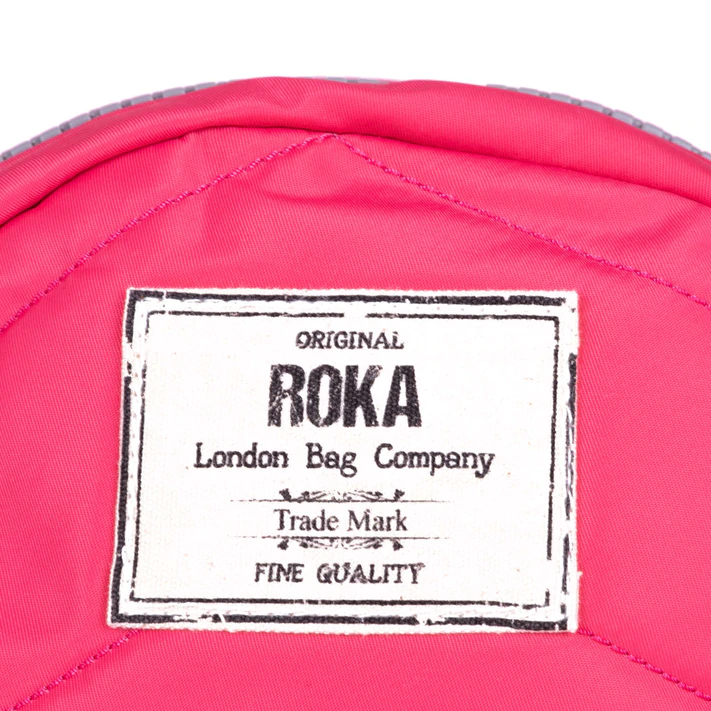 ORIGINAL
ROKA
London Bag Company
Trade Mark
FINE QUALITY